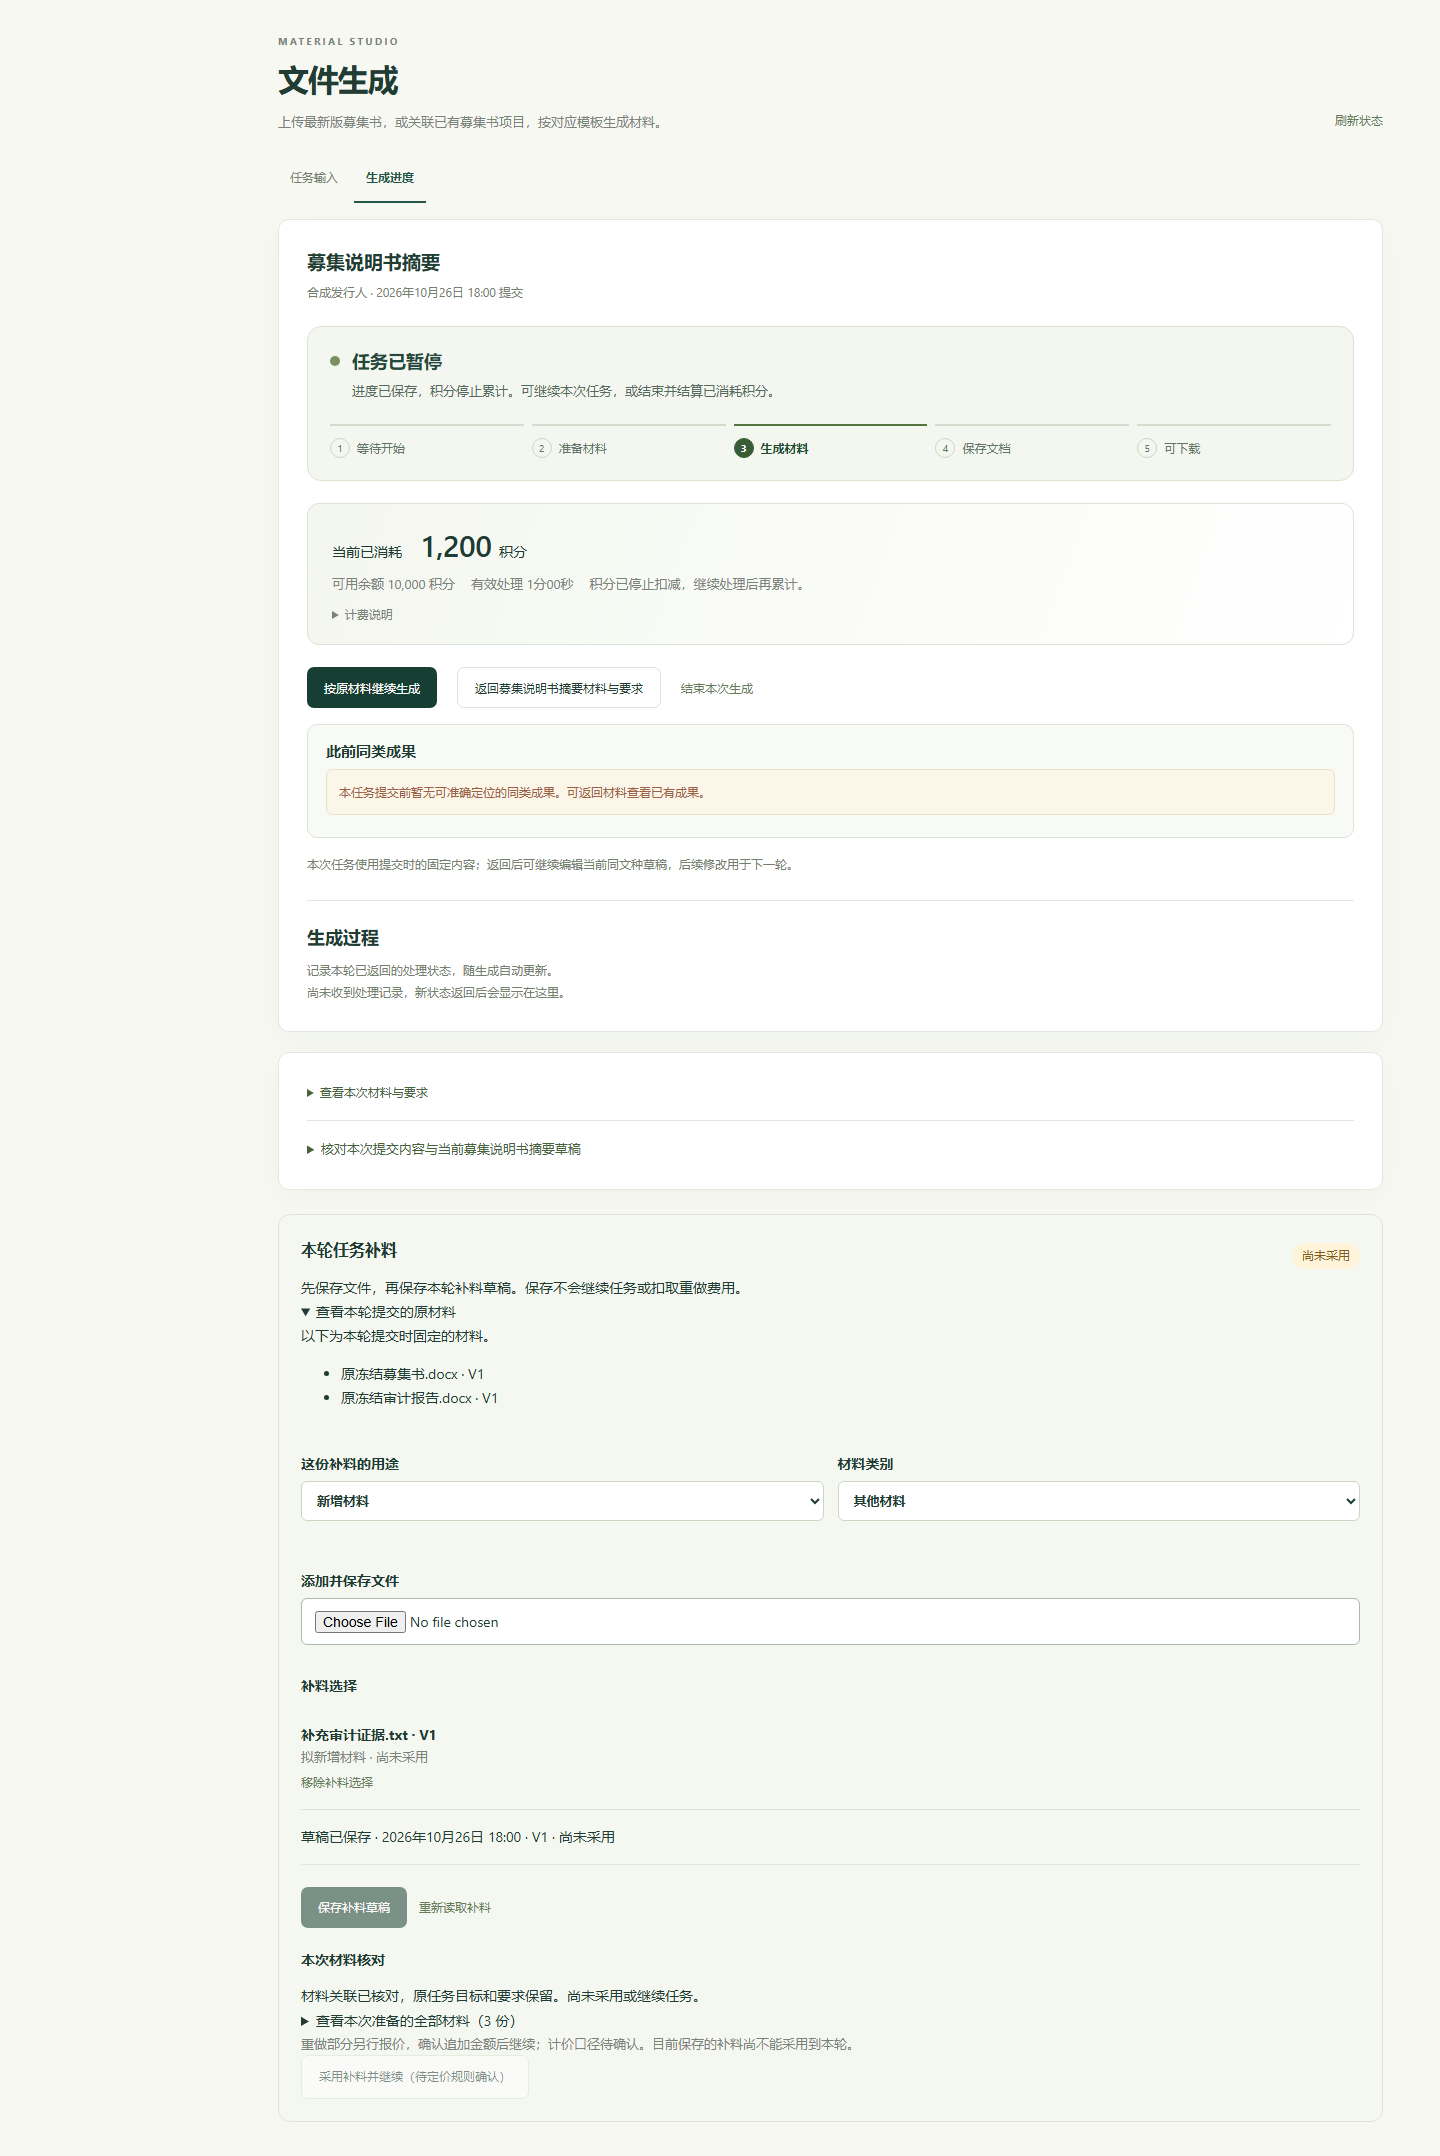 MATERIAL STUDIO
文件生成
上传最新版募集书，或关联已有募集书项目，按对应模板生成材料。
刷新状态
任务输入
生成进度
募集说明书摘要
合成发行人 · 2026年10月26日 18:00 提交
任务已暂停
进度已保存，积分停止累计。可继续本次任务，或结束并结算已消耗积分。
1 等待开始
2 准备材料
3 生成材料
4 保存文档
5 可下载
当前已消耗 1,200 积分
可用余额 10,000 积分 有效处理 1分00秒 积分已停止扣减，继续处理后再累计。
计费说明
按原材料继续生成
返回募集说明书摘要材料与要求
结束本次生成
此前同类成果
本任务提交前暂无可准确定位的同类成果。可返回材料查看已有成果。
本次任务使用提交时的固定内容；返回后可继续编辑当前同文种草稿，后续修改用于下一轮。
生成过程
记录本轮已返回的处理状态，随生成自动更新。
尚未收到处理记录，新状态返回后会显示在这里。
查看本次材料与要求
核对本次提交内容与当前募集说明书摘要草稿
本轮任务补料
尚未采用
先保存文件，再保存本轮补料草稿。保存不会继续任务或扣取重做费用。
查看本轮提交的原材料
以下为本轮提交时固定的材料。
原冻结募集书.docx · V1
原冻结审计报告.docx · V1
这份补料的用途
材料类别
新增材料
其他材料
添加并保存文件
Choose File No file chosen
补料选择
补充审计证据.txt · V1
拟新增材料 · 尚未采用
移除补料选择
草稿已保存 · 2026年10月26日 18:00 · V1 · 尚未采用
保存补料草稿
重新读取补料
本次材料核对
材料关联已核对，原任务目标和要求保留。尚未采用或继续任务。
查看本次准备的全部材料（3 份）
重做部分另行报价，确认追加金额后继续；计价口径待确认。目前保存的补料尚不能采用到本轮。
采用补料并继续（待定价规则确认）